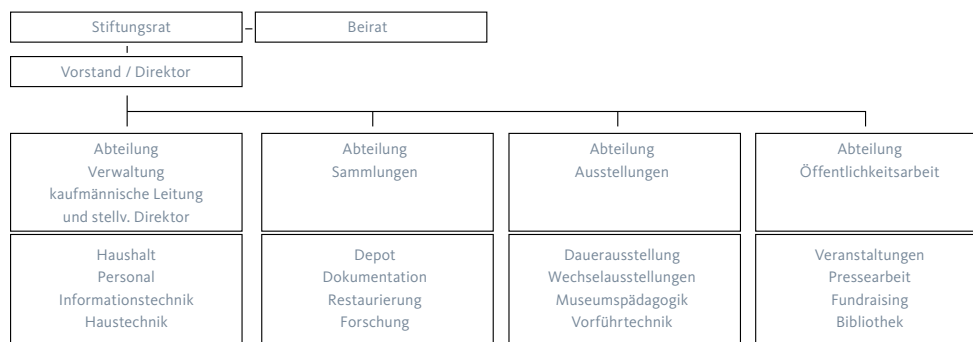 Stiftungsrat
Beirat
Vorstand / Direktor
Abteilung
Verwaltung
kaufmännische Leitung
und stellv. Direktor
Abteilung
Sammlungen
Abteilung
Ausstellungen
Abteilung
Öffentlichkeitsarbeit
Haushalt
Personal
Informationstechnik
Haustechnik
Depot
Dokumentation
Restaurierung
Forschung
Dauerausstellung
Wechselausstellungen
Museumspädagogik
Vorführtechnik
Veranstaltungen
Pressearbeit
Fundraising
Bibliothek